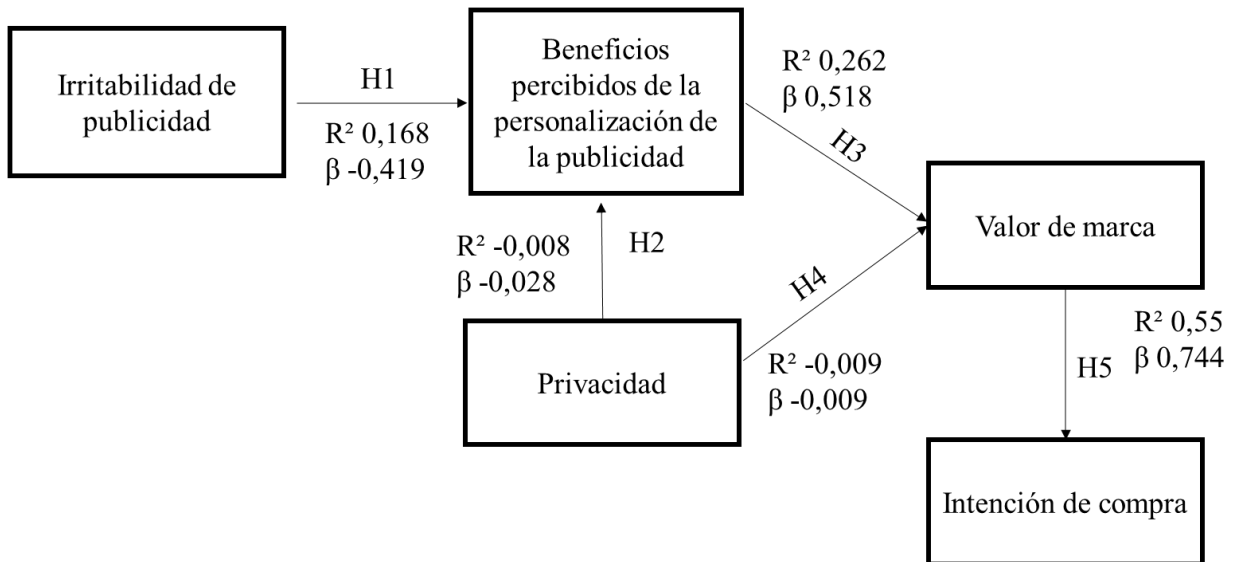 Irritabilidad de
publicidad
H1
R² 0,168
β -0,419
Beneficios
percibidos de la
personalización de
la publicidad
R² 0,262
β 0,518
H3
Valor de marca
R² -0,008
β -0,028
H2
H4
Privacidad
R² -0,009
β -0,009
R² 0,55
β 0,744
H5
Intención de compra